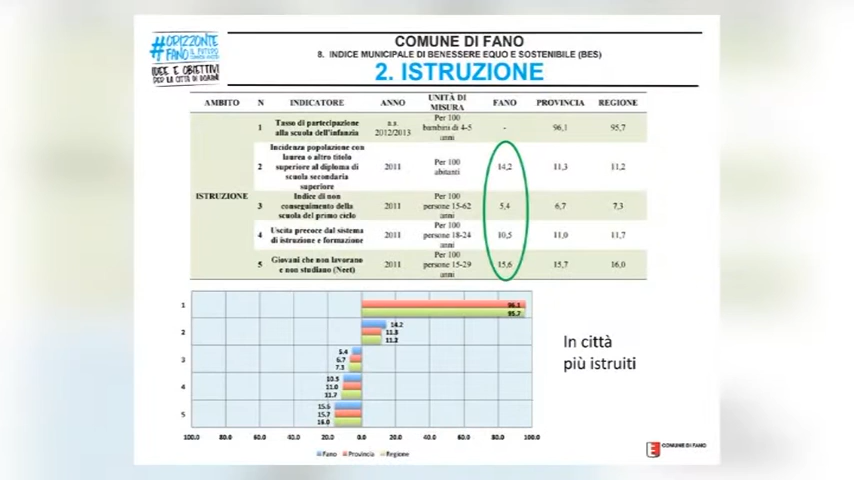 #ORIZZONTE
FANO IL FUTURO
IDEE E OBIETTIVI
PER LA CITTÀ DI DOMANI
COMUNE DI FANO
8. INDICE MUNICIPALE DI BENESSERE EQUO E SOSTENIBILE (BES)
2. ISTRUZIONE
AMBITO N INDICATORE ANNO UNITÀ DI MISURA FANO PROVINCIA REGIONE
ISTRUZIONE
1 Tasso di partecipazione alla scuola dell'infanzia a.s. 2012/2013 Per 100 bambini di 4-5 anni - 96,1 95,7
2 Incidenza popolazione con laurea o altro titolo superiore al diploma di scuola secondaria superiore 2011 Per 100 abitanti 14,2 11,3 11,2
3 Indice di non conseguimento della scuola del primo ciclo 2011 Per 100 persone 15-62 anni 5,4 6,7 7,3
4 Uscita precoce dal sistema di istruzione e formazione 2011 Per 100 persone 18-24 anni 10,5 11,0 11,7
5 Giovani che non lavorano e non studiano (Neet) 2011 Per 100 persone 15-29 anni 15,6 15,7 16,0
1 96.1
95.7
2 14.2
11.3
11.2
3 5.4
6.7
7.3
4 10.5
11.0
11.7
5 15.6
15.7
16.0
100.0 80.0 60.0 40.0 20.0 0.0 20.0 40.0 60.0 80.0 100.0
Fano Provincia Regione
In città
più istruiti
COMUNE DI FANO